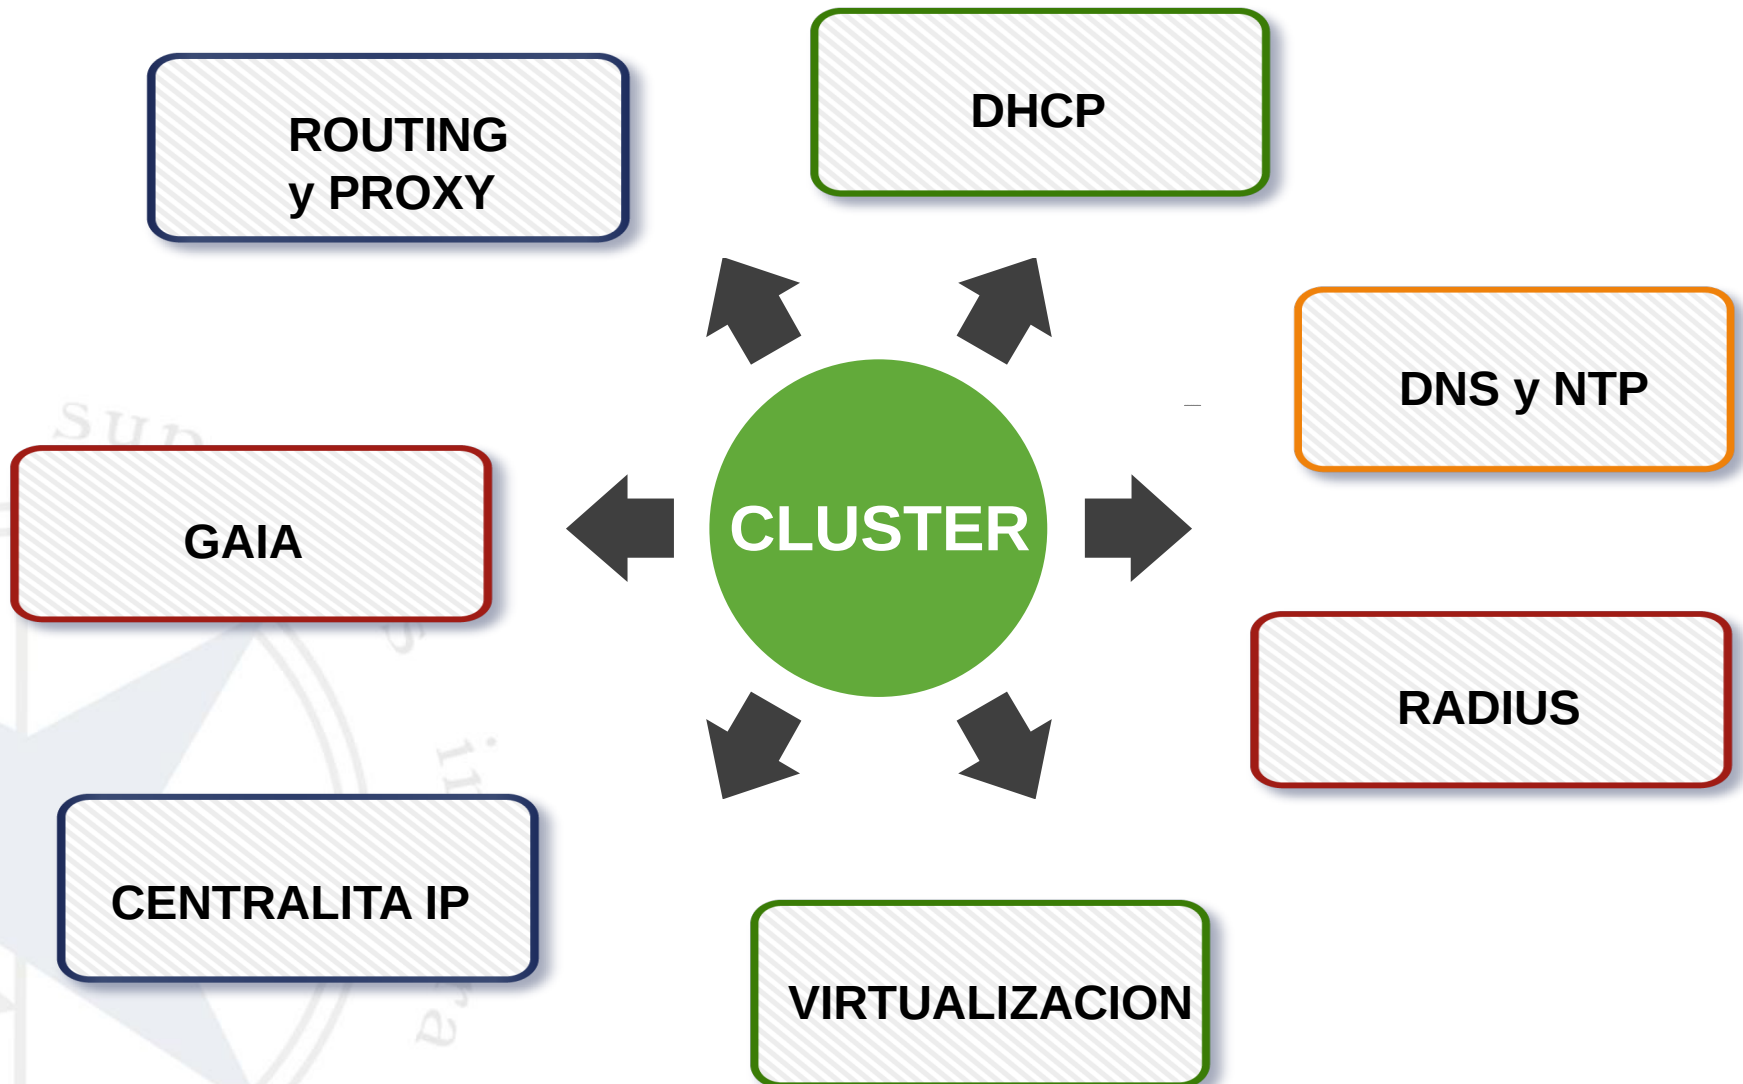 DHCP
ROUTING
y PROXY
DNS y NTP
CLUSTER
GAIA
RADIUS
CENTRALITA IP
VIRTUALIZACION